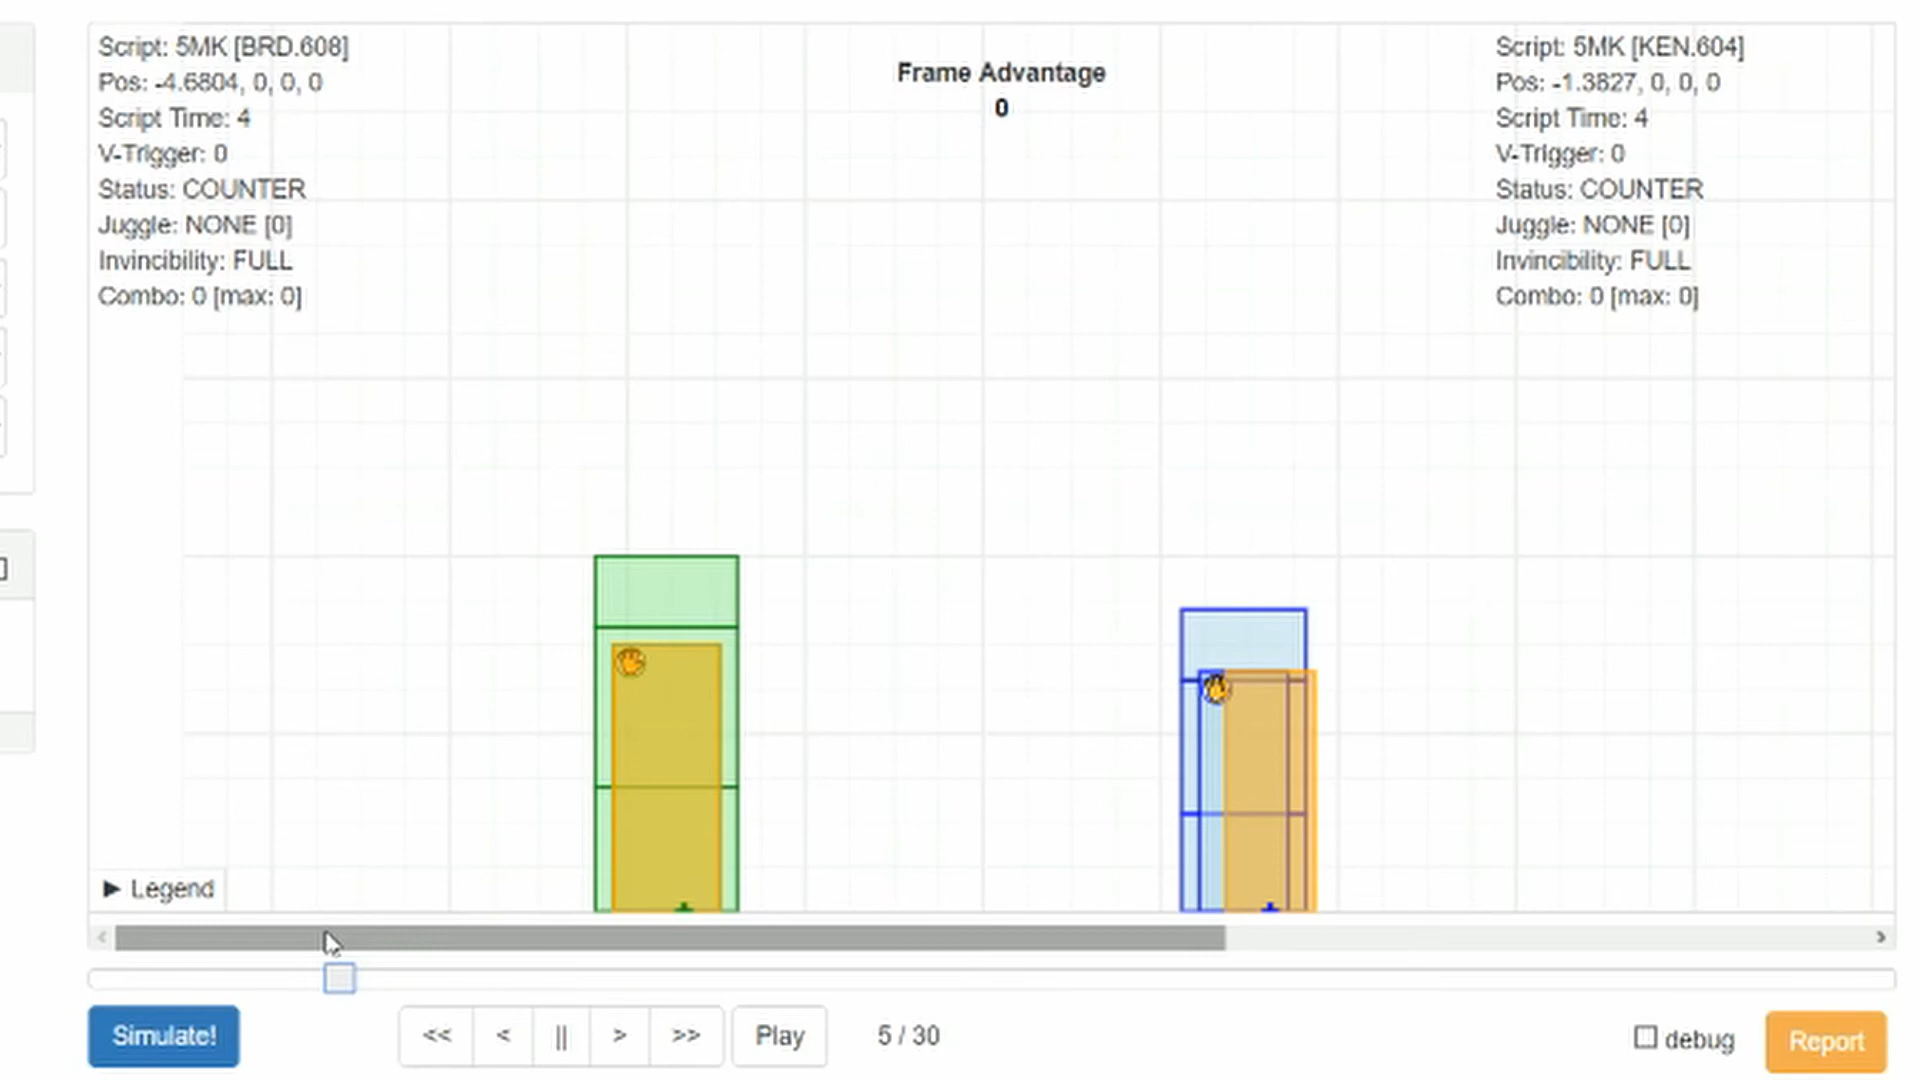 Script: 5MK [BRD.608]
Pos: -4.6804, 0, 0, 0
Script Time: 4
V-Trigger: 0
Status: COUNTER
Juggle: NONE [0]
Invincibility: FULL
Combo: 0 [max: 0]
Frame Advantage
0
Script: 5MK [KEN.604]
Pos: -1.3827, 0, 0, 0
Script Time: 4
V-Trigger: 0
Status: COUNTER
Juggle: NONE [0]
Invincibility: FULL
Combo: 0 [max: 0]
► Legend
Simulate!
<<
<
||
>
>>
Play
5 / 30
debug
Report